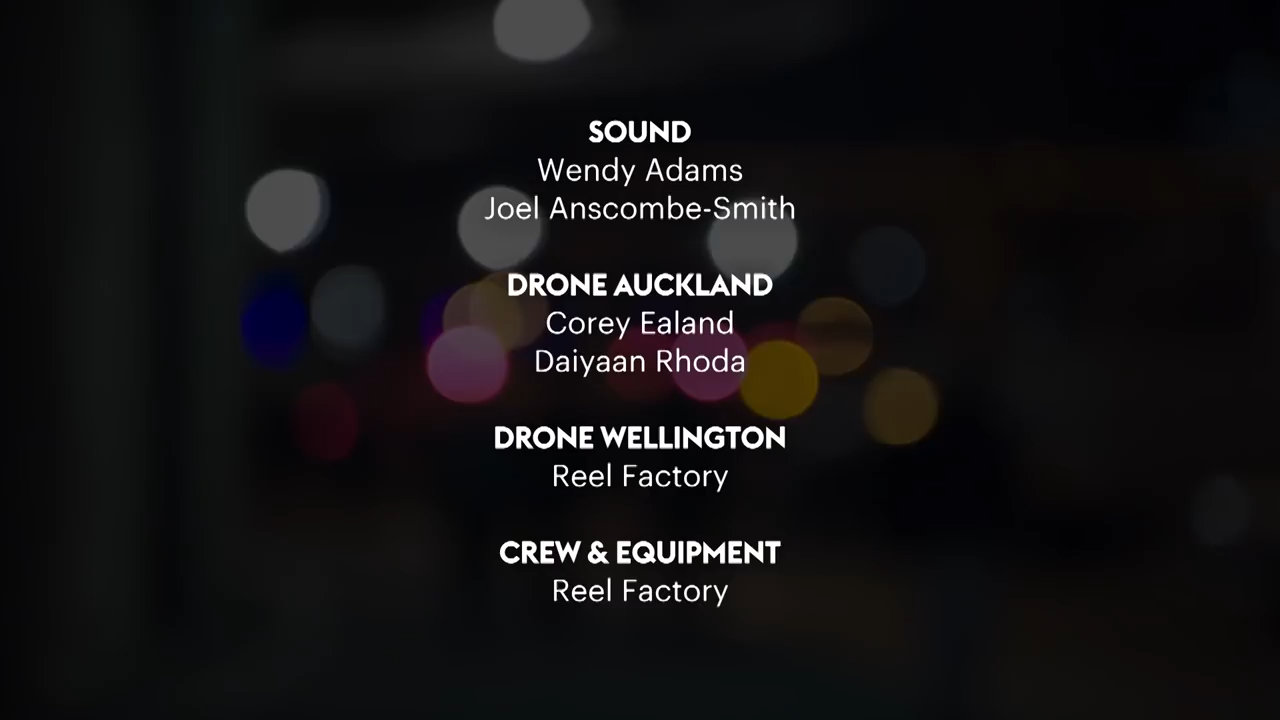 SOUND
Wendy Adams
Joel Anscombe-Smith
DRONE AUCKLAND
Corey Ealand
Daiyaan Rhoda
DRONE WELLINGTON
Reel Factory
CREW & EQUIPMENT
Reel Factory